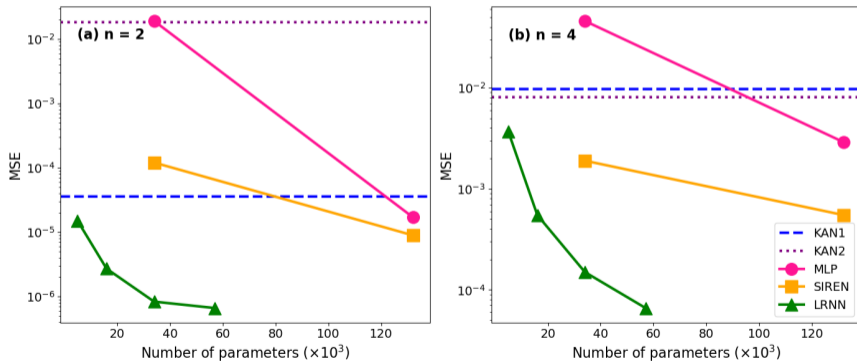 (a) n = 2
MSE
10⁻²
10⁻³
10⁻⁴
10⁻⁵
10⁻⁶
20 40 60 80 100 120
Number of parameters (×10³)
(b) n = 4
MSE
10⁻²
10⁻³
10⁻⁴
20 40 60 80 100 120
Number of parameters (×10³)
KAN1
KAN2
MLP
SIREN
LRNN